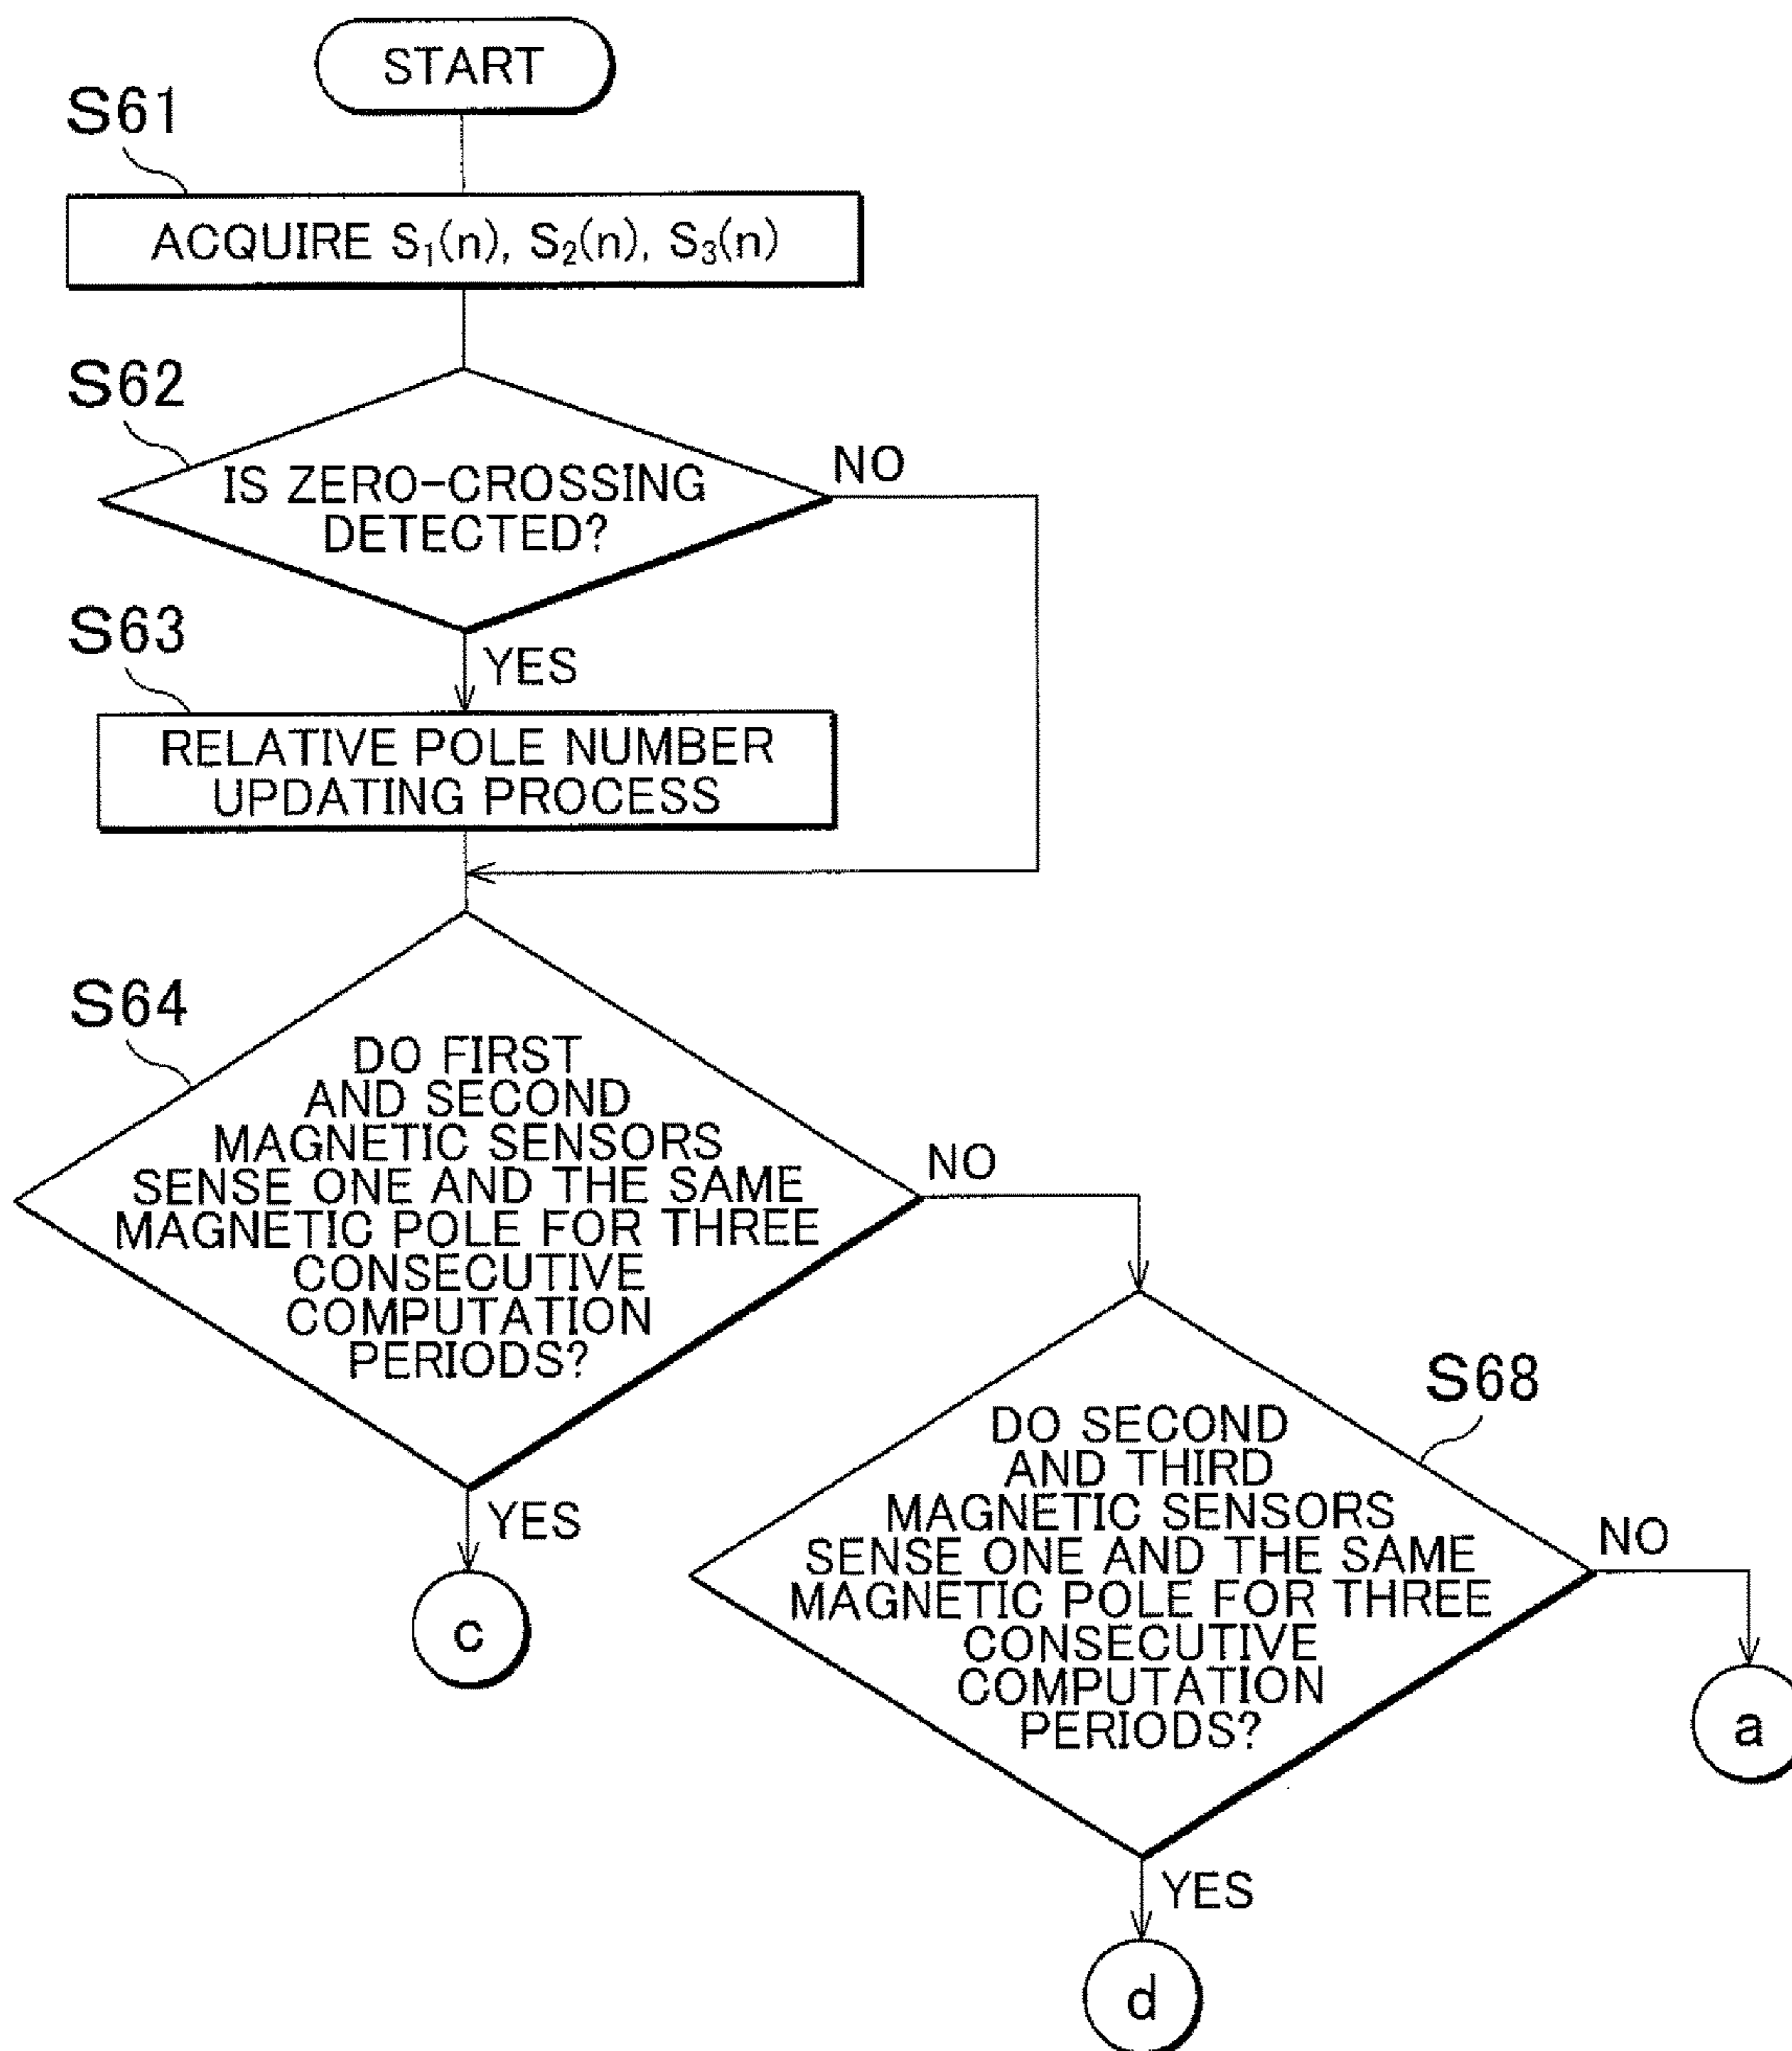 START
S61
ACQUIRE S₁(n), S₂(n), S₃(n)
S62
IS ZERO-CROSSING
DETECTED?
NO
YES
S63
RELATIVE POLE NUMBER
UPDATING PROCESS
S64
DO FIRST
AND SECOND
MAGNETIC SENSORS
SENSE ONE AND THE SAME
MAGNETIC POLE FOR THREE
CONSECUTIVE
COMPUTATION
PERIODS?
NO
YES
c
S68
DO SECOND
AND THIRD
MAGNETIC SENSORS
SENSE ONE AND THE SAME
MAGNETIC POLE FOR THREE
CONSECUTIVE
COMPUTATION
PERIODS?
NO
a
YES
d